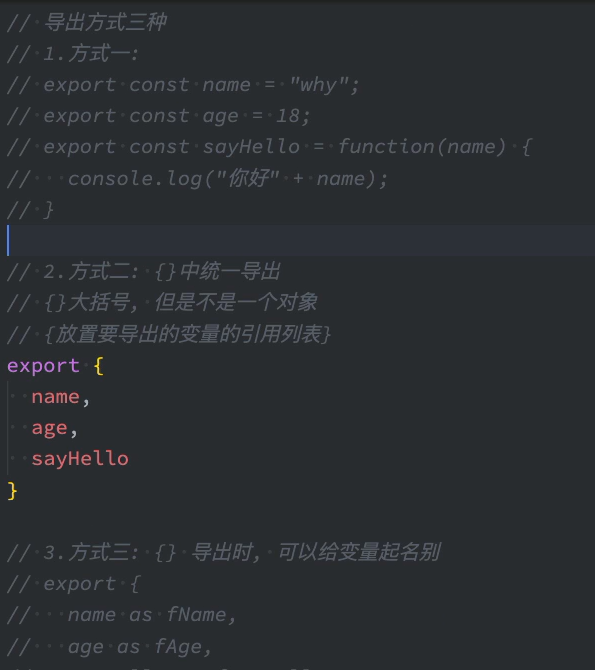 // 导出方式三种
// 1.方式一:
// export const name = "why";
// export const age = 18;
// export const sayHello = function(name) {
//   console.log("你好" + name);
// }
// 2.方式二: {}中统一导出
// {}大括号, 但是不是一个对象
// {放置要导出的变量的引用列表}
export {
  name,
  age,
  sayHello
}
// 3.方式三: {} 导出时, 可以给变量起名别
// export {
//   name as fName,
//   age as fAge,